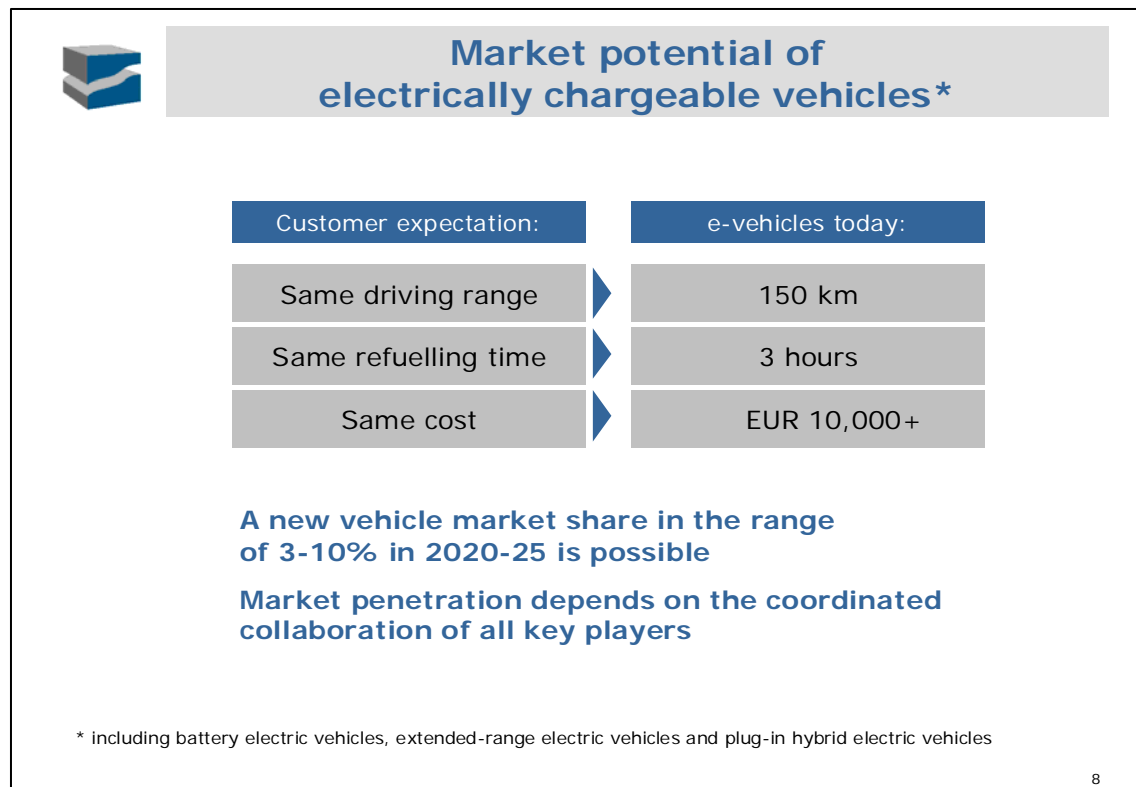 Market potential of
electrically chargeable vehicles*
Customer expectation:
e-vehicles today:
Same driving range
150 km
Same refuelling time
3 hours
Same cost
EUR 10,000+
A new vehicle market share in the range
of 3-10% in 2020-25 is possible
Market penetration depends on the coordinated
collaboration of all key players
* including battery electric vehicles, extended-range electric vehicles and plug-in hybrid electric vehicles
8